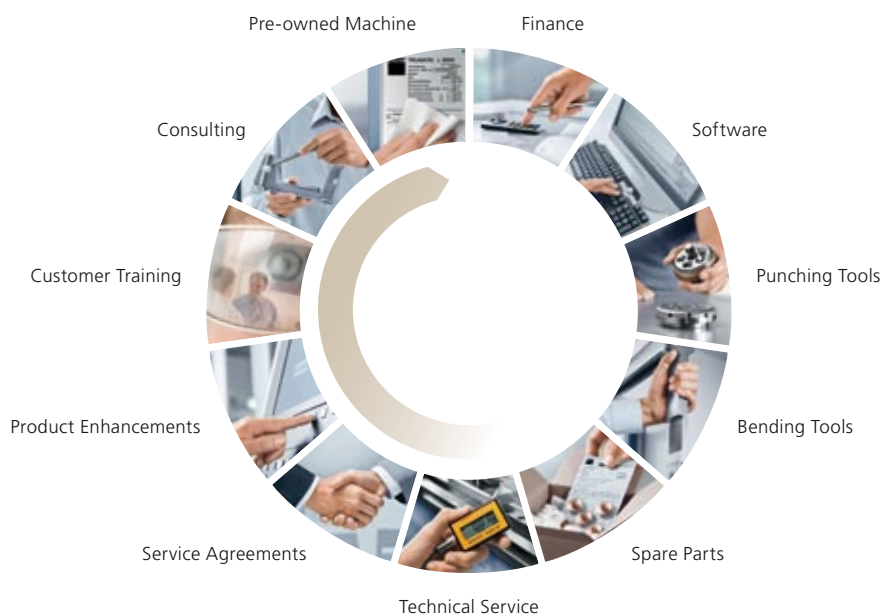 Pre-owned Machine
Finance
Consulting
Software
Customer Training
Punching Tools
Product Enhancements
Bending Tools
Service Agreements
Spare Parts
Technical Service